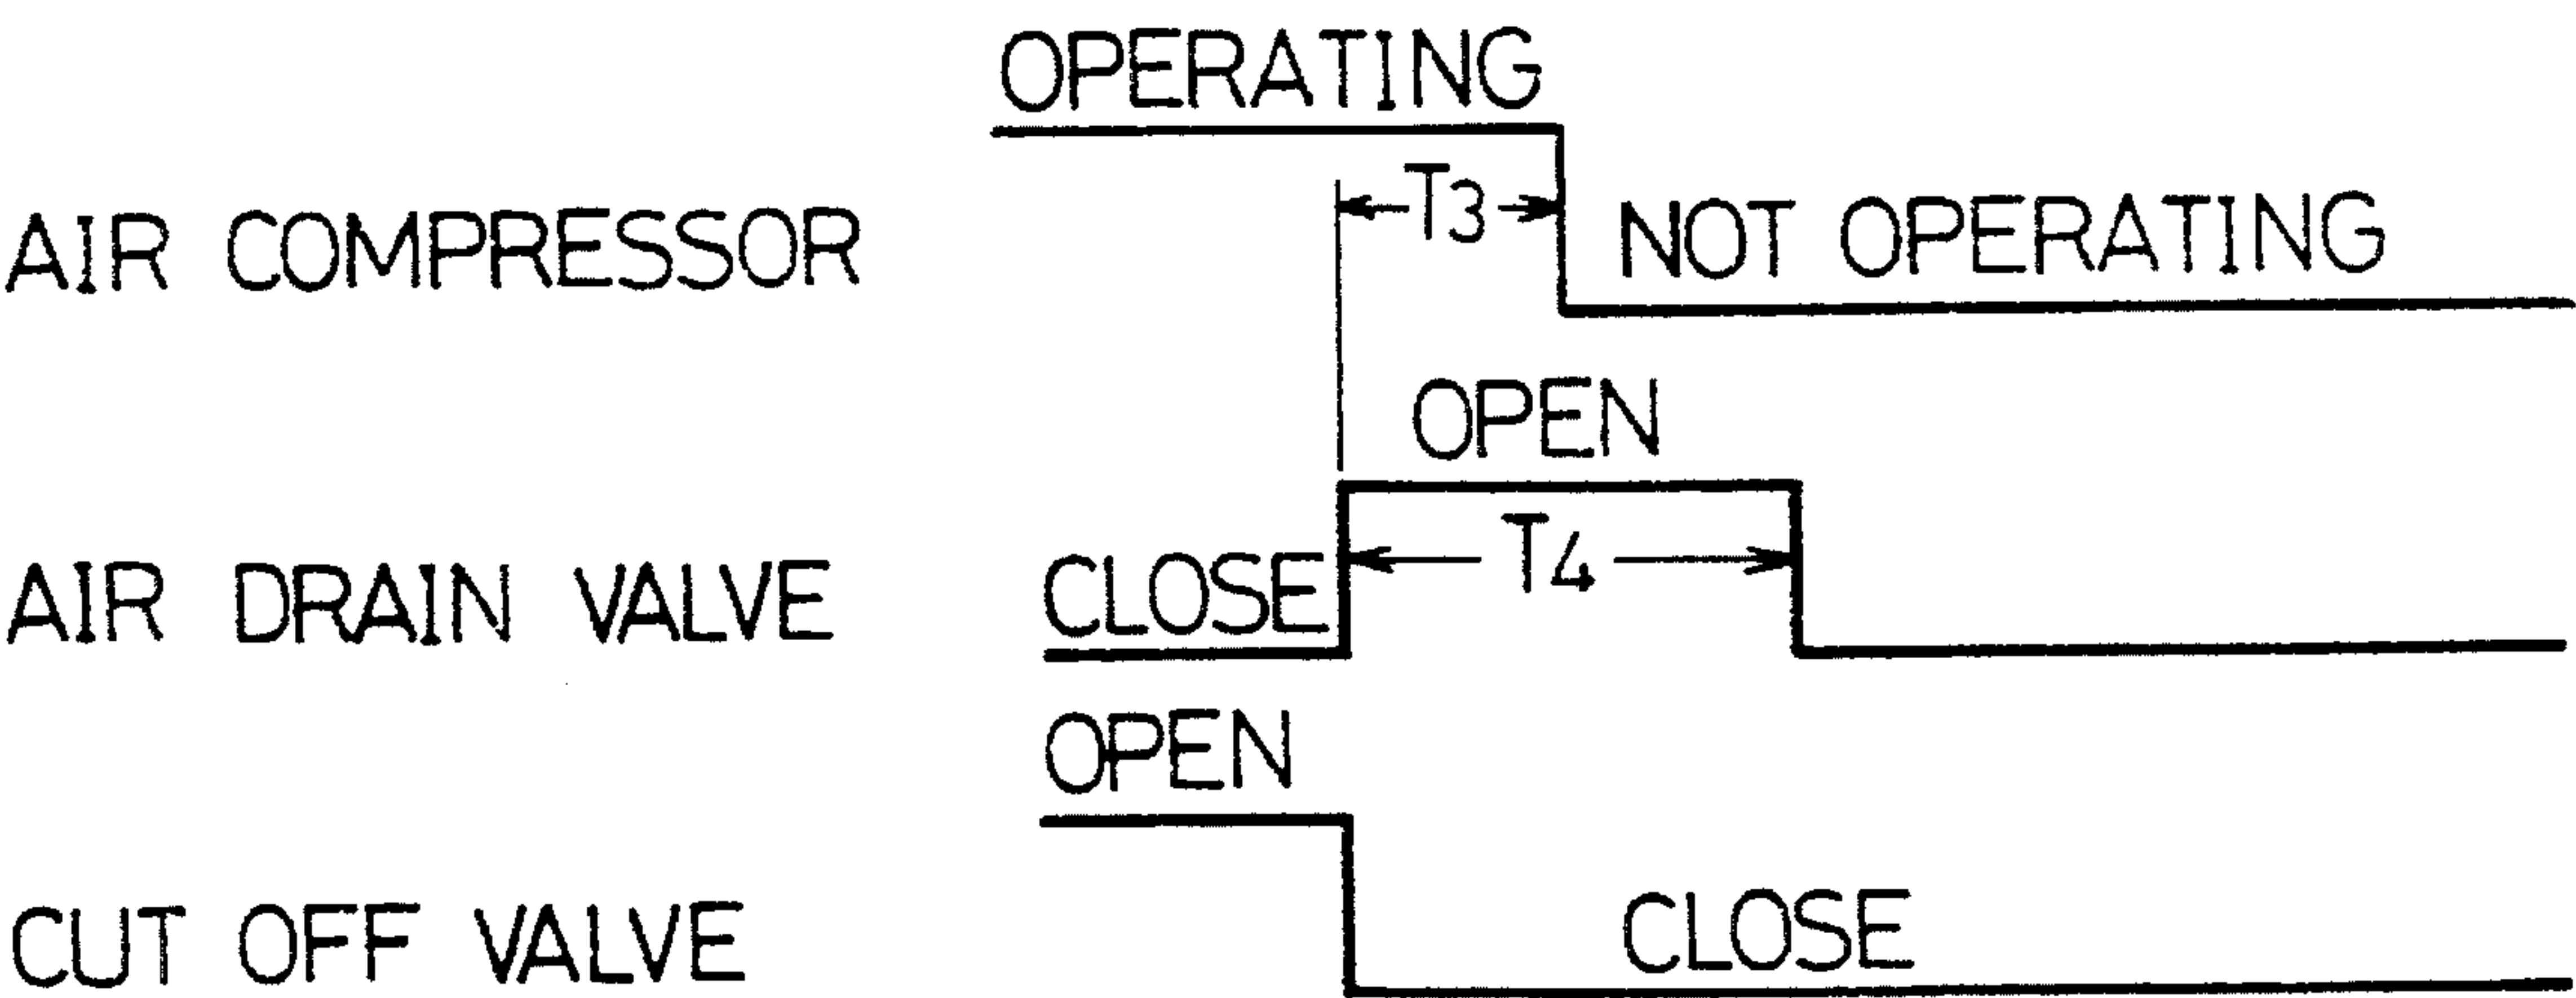 OPERATING
T3
AIR COMPRESSOR
NOT OPERATING
OPEN
T4
AIR DRAIN VALVE
CLOSE
OPEN
CUT OFF VALVE
CLOSE